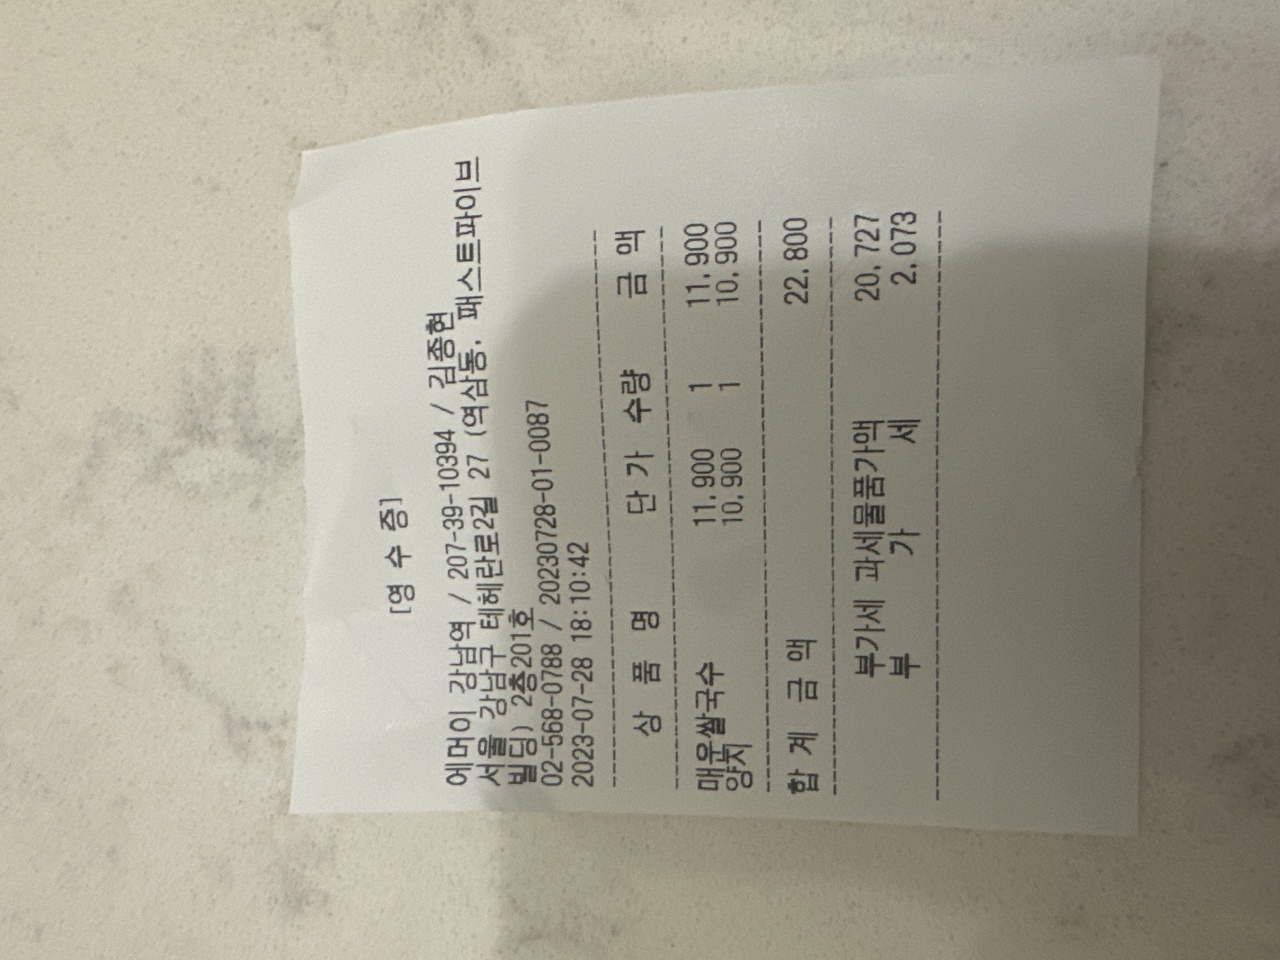 [영 수 증]
에머이 강남역 / 207-39-10394 / 김종현
서울 강남구 테헤란로2길 27 (역삼동, 패스트파이브
빌딩) 2층201호
02-568-0788 / 20230728-01-0087
2023-07-28 18:10:42
상 품 명 단 가 수량 금 액
매운쌀국수 11,900 1 11,900
양지 10,900 1 10,900
합 계 금 액 22,800
부가세 과세물품가액 20,727
부 가 세 2,073